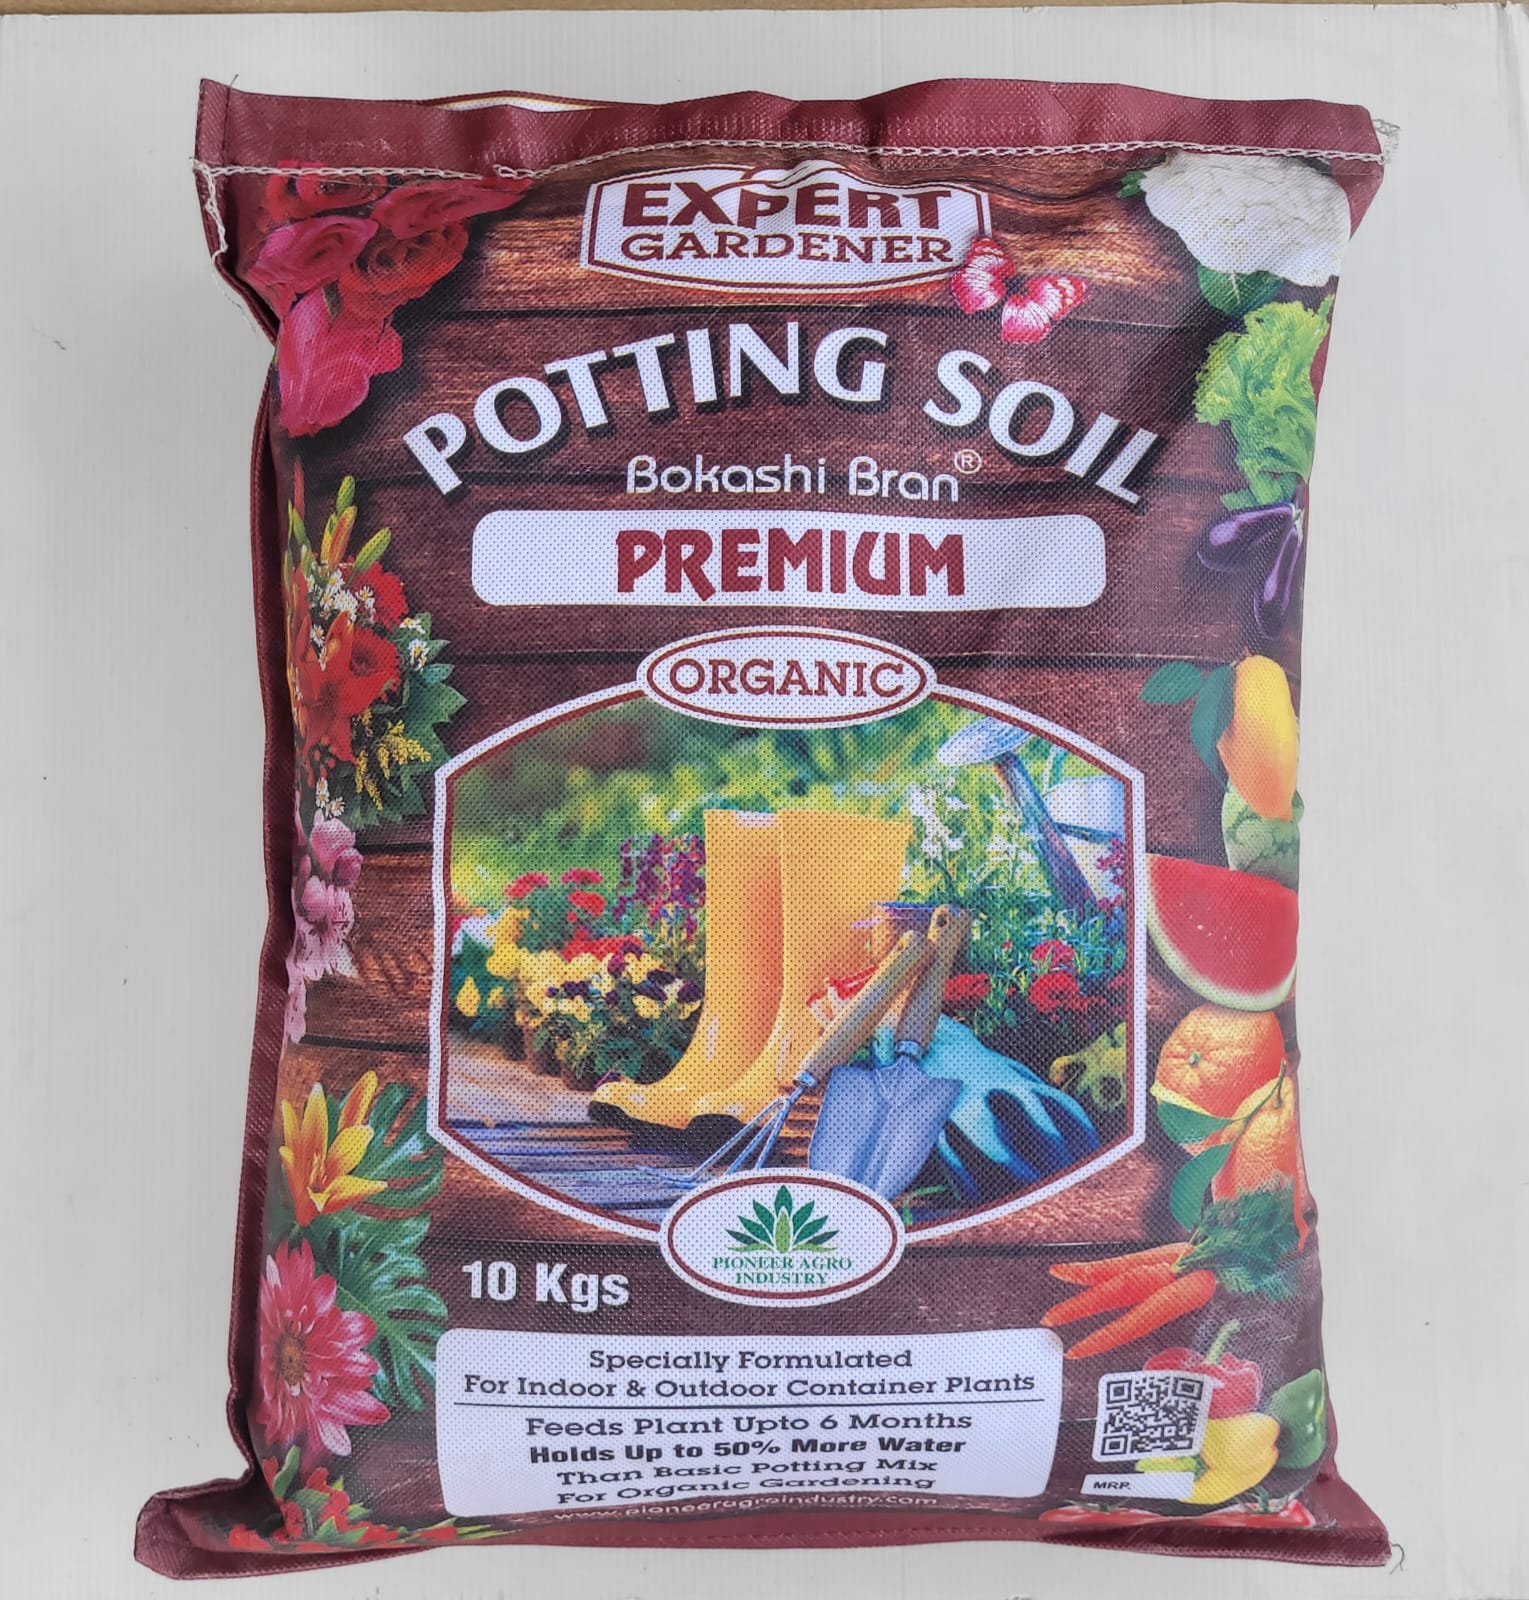 EXPERT
GARDENER
POTTING SOIL
Bokashi Bran®
PREMIUM
ORGANIC
PIONEER AGRO
INDUSTRY
10 Kgs
Specially Formulated
For Indoor & Outdoor Container Plants
Feeds Plant Upto 6 Months
Holds Up to 50% More Water
Than Basic Potting Mix
For Organic Gardening
www.pioneeragroindustry.com
MRP.